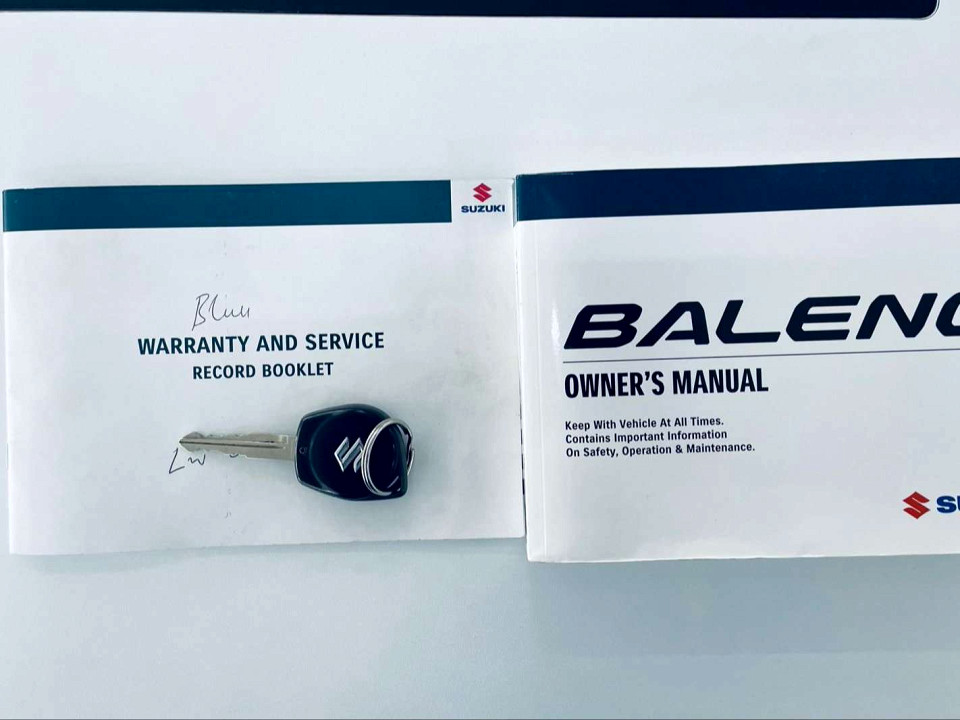 SUZUKI
WARRANTY AND SERVICE
RECORD BOOKLET
BALENO
OWNER'S MANUAL
Keep With Vehicle At All Times.
Contains Important Information
On Safety, Operation & Maintenance.
SU